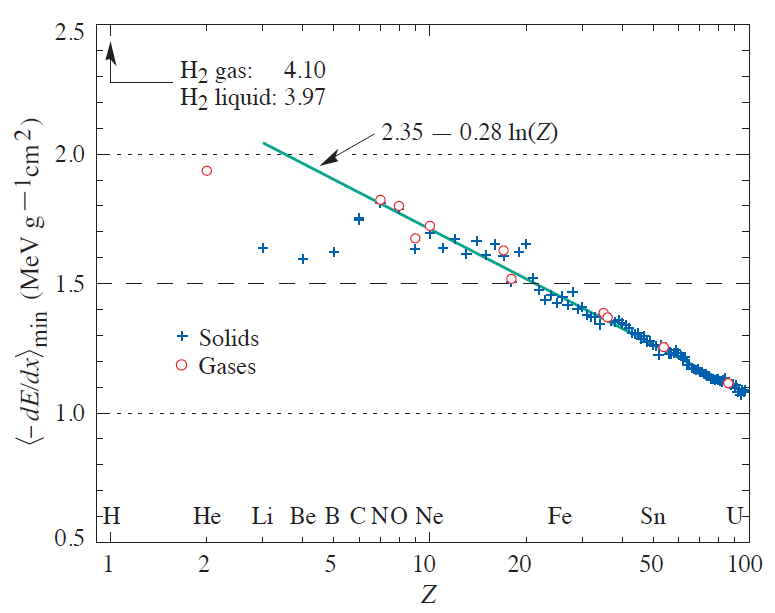 2.5
H₂ gas: 4.10
H₂ liquid: 3.97
2.35 — 0.28 ln(Z)
2.0
⟨–dE/dx⟩min (MeV g—1cm2)
1.5
+ Solids
○ Gases
1.0
H He Li Be B C N O Ne Fe Sn U
0.5
1 2 5 10 20 50 100
Z